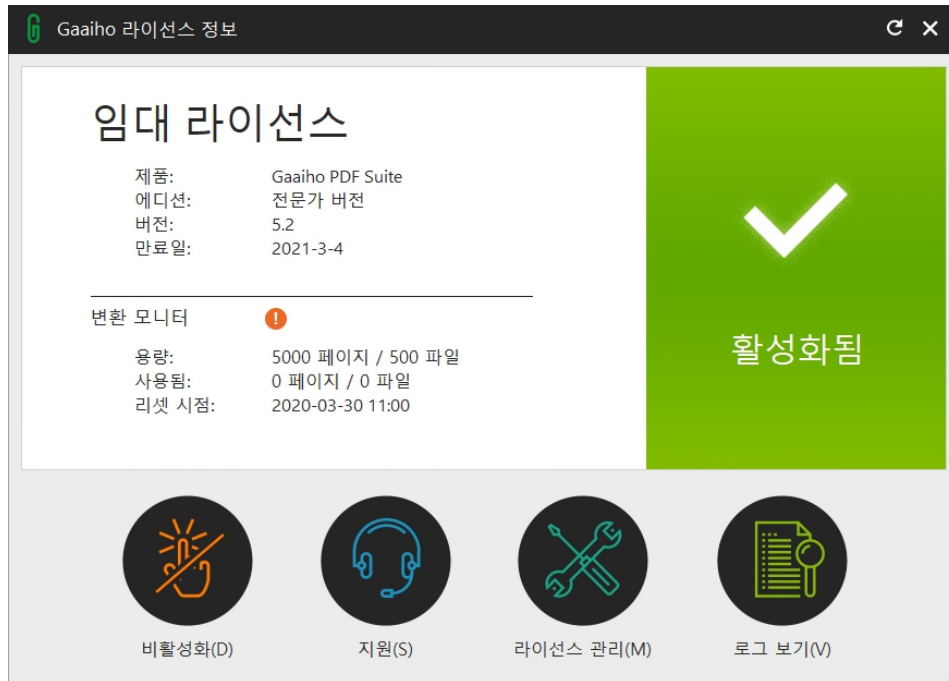 Gaaiho 라이선스 정보
임대 라이선스
제품: Gaaiho PDF Suite
에디션: 전문가 버전
버전: 5.2
만료일: 2021-3-4
변환 모니터
용량: 5000 페이지 / 500 파일
사용됨: 0 페이지 / 0 파일
리셋 시점: 2020-03-30 11:00
활성화됨
비활성화(D) 지원(S) 라이선스 관리(M) 로그 보기(V)